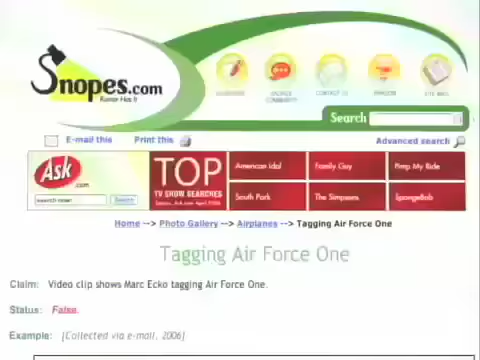 Snopes.com
Rumor Has It
Search
E-mail this
Print this
Advanced search
Ask.com
Search
TOP
TV SHOW SEARCHES
American Idol
Family Guy
Pimp My Ride
South Park
The Simpsons
SpongeBob
Home --> Photo Gallery --> Airplanes --> Tagging Air Force One
Tagging Air Force One
Claim: Video clip shows Marc Ecko tagging Air Force One.
Status: False.
Example: [Collected via e-mail, 2006]